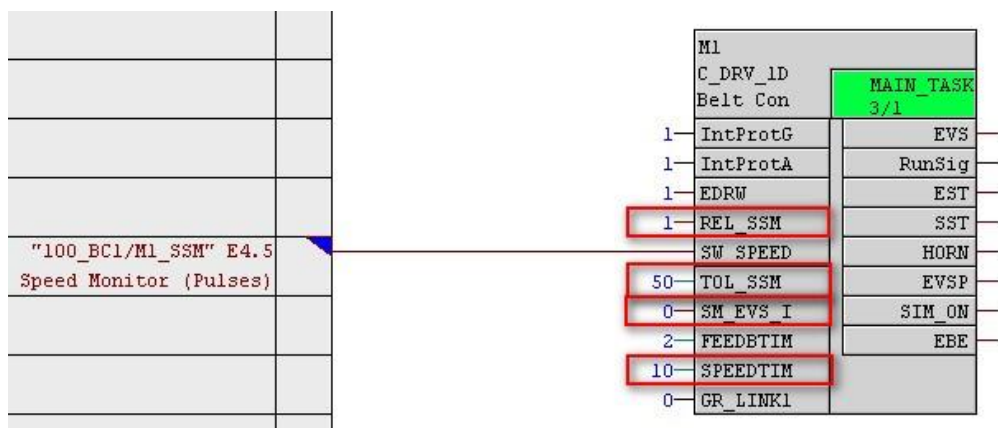 M1
C_DRV_1D
Belt Con
MAIN_TASK
3/1
1 IntProtG EVS
1 IntProtA RunSig
1 EDRW EST
1 REL_SSM SST
"100_BC1/M1_SSM" E4.5 SW SPEED HORN
Speed Monitor (Pulses)
50 TOL_SSM EVSP
0 SM_EVS_I SIM_ON
2 FEEDBTIM EBE
10 SPEEDTIM
0 GR_LINK1